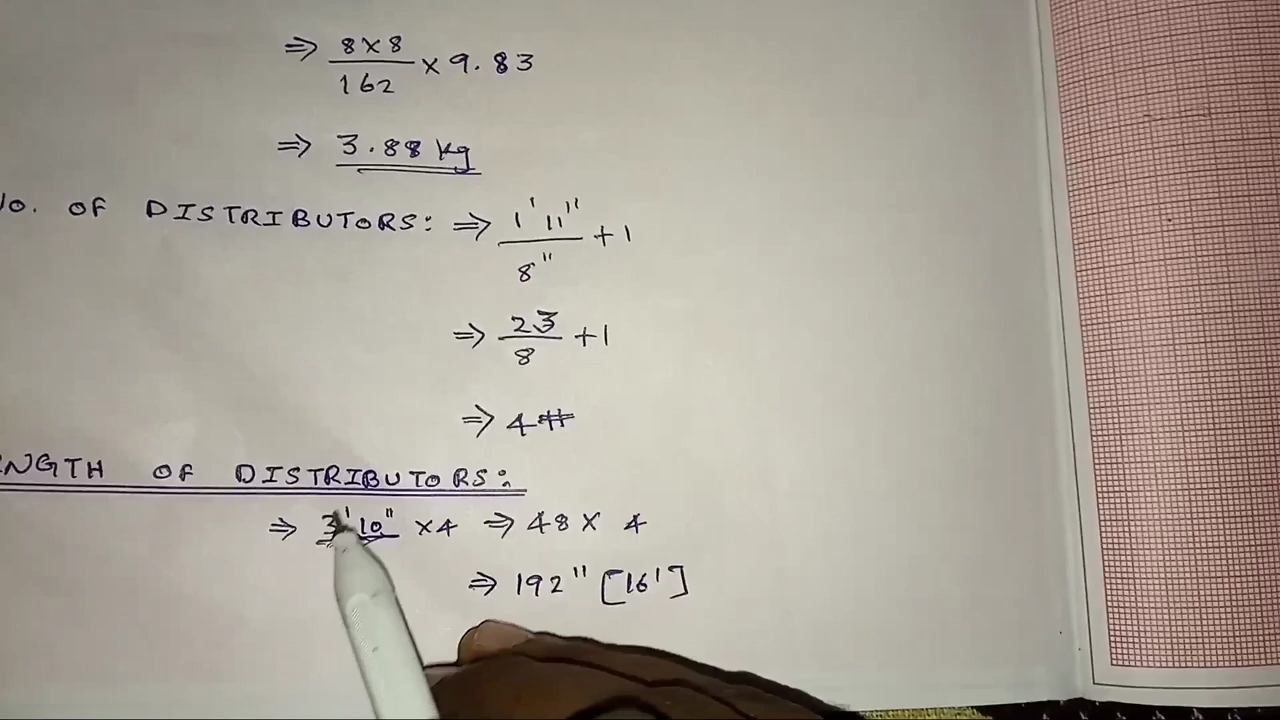 ⇒ 8 X 8 / 162 × 9.83
⇒ 3.88 kg
No. OF DISTRIBUTORS: ⇒ 1' 11" / 8" + 1
⇒ 23 / 8 + 1
⇒ 4 #
OF DISTRIBUTORS:
⇒ 3' 10" × 4 ⇒ 48 X 4
⇒ 192" [16']